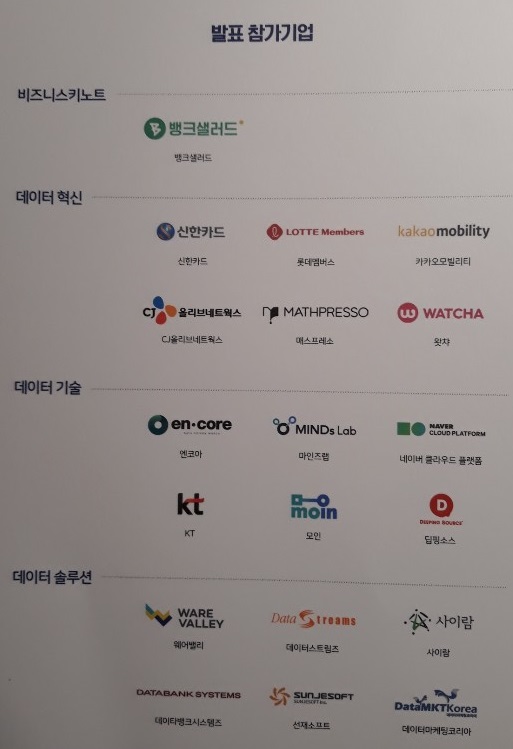 발표 참가기업
비즈니스키노트
뱅크샐러드
뱅크샐러드
데이터 혁신
신한카드 LOTTE Members kakaomobility
신한카드 롯데멤버스 카카오모빌리티
CJ 올리브네트웍스 MATHPRESSO WATCHA
CJ올리브네트웍스 매스프레소 왓챠
데이터 기술
en·core MINDs Lab NAVER
CLOUD PLATFORM
엔코아 마인즈랩 네이버 클라우드 플랫폼
kt moin DEEPING SOURCE
KT 모인 딥핑소스
데이터 솔루션
WARE
VALLEY Data Streams 사이람
웨어밸리 데이터스트림즈 사이람
DATABANK SYSTEMS SUNJESOFT DataMKTKorea
SUNJESOFT Inc.
데이타뱅크시스템즈 선재소프트 데이터마케팅코리아